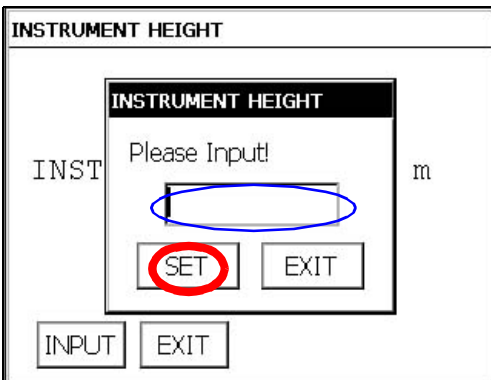 INSTRUMENT HEIGHT
INSTRUMENT HEIGHT
Please Input!
INST m
SET EXIT
INPUT EXIT